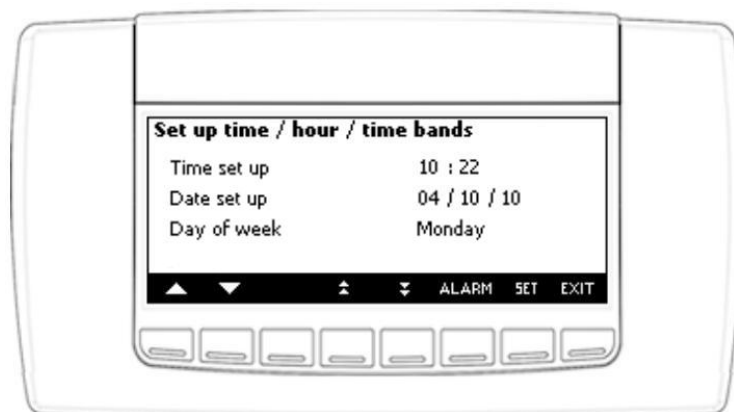 Set up time / hour / time bands
Time set up 10 : 22
Date set up 04 / 10 / 10
Day of week Monday
ALARM SET EXIT